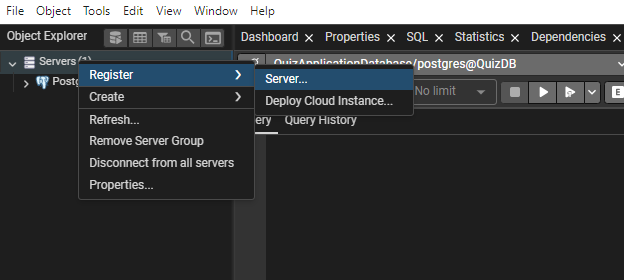 File Object Tools Edit View Window Help
Object Explorer
Dashboard Properties SQL Statistics Dependencies
Servers (1)
QuizApplicationDatabase/postgres@QuizDB
Register
Server...
Create
No limit
E
Deploy Cloud Instance...
Refresh...
Query History
Remove Server Group
Disconnect from all servers
Properties...